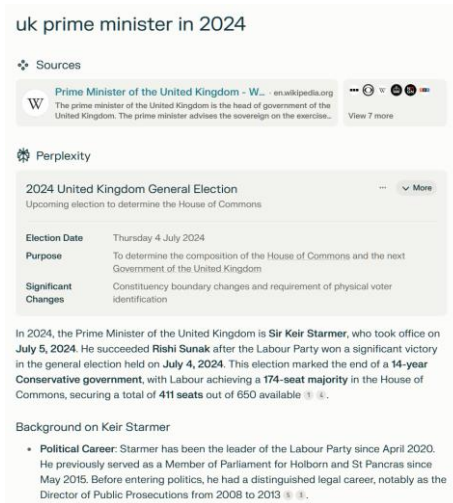 uk prime minister in 2024
Sources
Prime Minister of the United Kingdom - W... · en.wikipedia.org
The prime minister is the head of government of the
United Kingdom. The prime minister advises the sovereign on the exercise...
W
View 7 more
Perplexity
2024 United Kingdom General Election
... More
Upcoming election to determine the House of Commons
Election Date Thursday 4 July 2024
Purpose To determine the composition of the House of Commons and the next
Government of the United Kingdom
Significant Constituency boundary changes and requirement of physical voter
Changes identification
In 2024, the Prime Minister of the United Kingdom is Sir Keir Starmer, who took office on
July 5, 2024. He succeeded Rishi Sunak after the Labour Party won a significant victory
in the general election held on July 4, 2024. This election marked the end of a 14-year
Conservative government, with Labour achieving a 174-seat majority in the House of
Commons, securing a total of 411 seats out of 650 available 1 4 .
Background on Keir Starmer
• Political Career: Starmer has been the leader of the Labour Party since April 2020.
He previously served as a Member of Parliament for Holborn and St Pancras since
May 2015. Before entering politics, he had a distinguished legal career, notably as the
Director of Public Prosecutions from 2008 to 2013 5 3 .